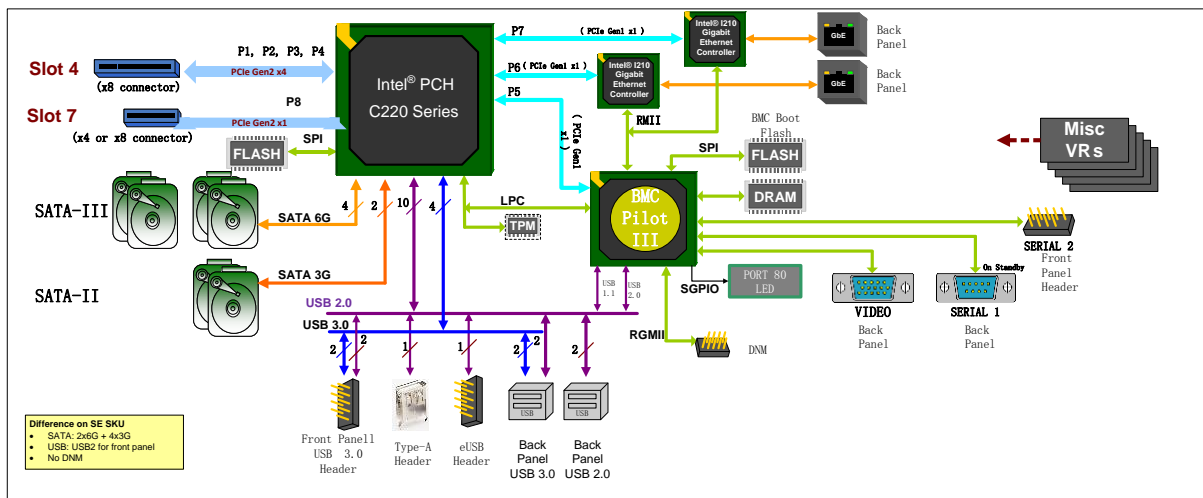 P7
( PCIe Gen1 x1 )
Intel® I210
Gigabit
Ethernet
Controller
GbE
Back
Panel
P1, P2, P3, P4
Slot 4
PCIe Gen2 x4
(x8 connector)
Intel® PCH
C220 Series
P6
( PCIe Gen1 x1 )
Intel® I210
Gigabit
Ethernet
Controller
GbE
Back
Panel
P5
( PCIe Gen1
x1 )
Slot 7
P8
PCIe Gen2 x1
(x4 or x8 connector)
SPI
FLASH
RMII
BMC Boot
Flash
SPI
FLASH
DRAM
Misc
VRs
SATA-III
SATA 6G
4
2
10
4
LPC
TPM
BMC
Pilot
III
SERIAL 2
Front
Panel
Header
SATA-II
SATA 3G
USB
1.1
USB
2.0
SGPIO
PORT 80
LED
VIDEO
Back
Panel
On Standby
SERIAL 1
Back
Panel
USB 2.0
USB 3.0
RGMII
DNM
2
2
1
1
2
2
2
USB
USB
Front Panell
USB 3.0
Header
Type-A
Header
eUSB
Header
Back
Panel
USB 3.0
Back
Panel
USB 2.0
Difference on SE SKU
• SATA: 2x6G + 4x3G
• USB: USB2 for front panel
• No DNM